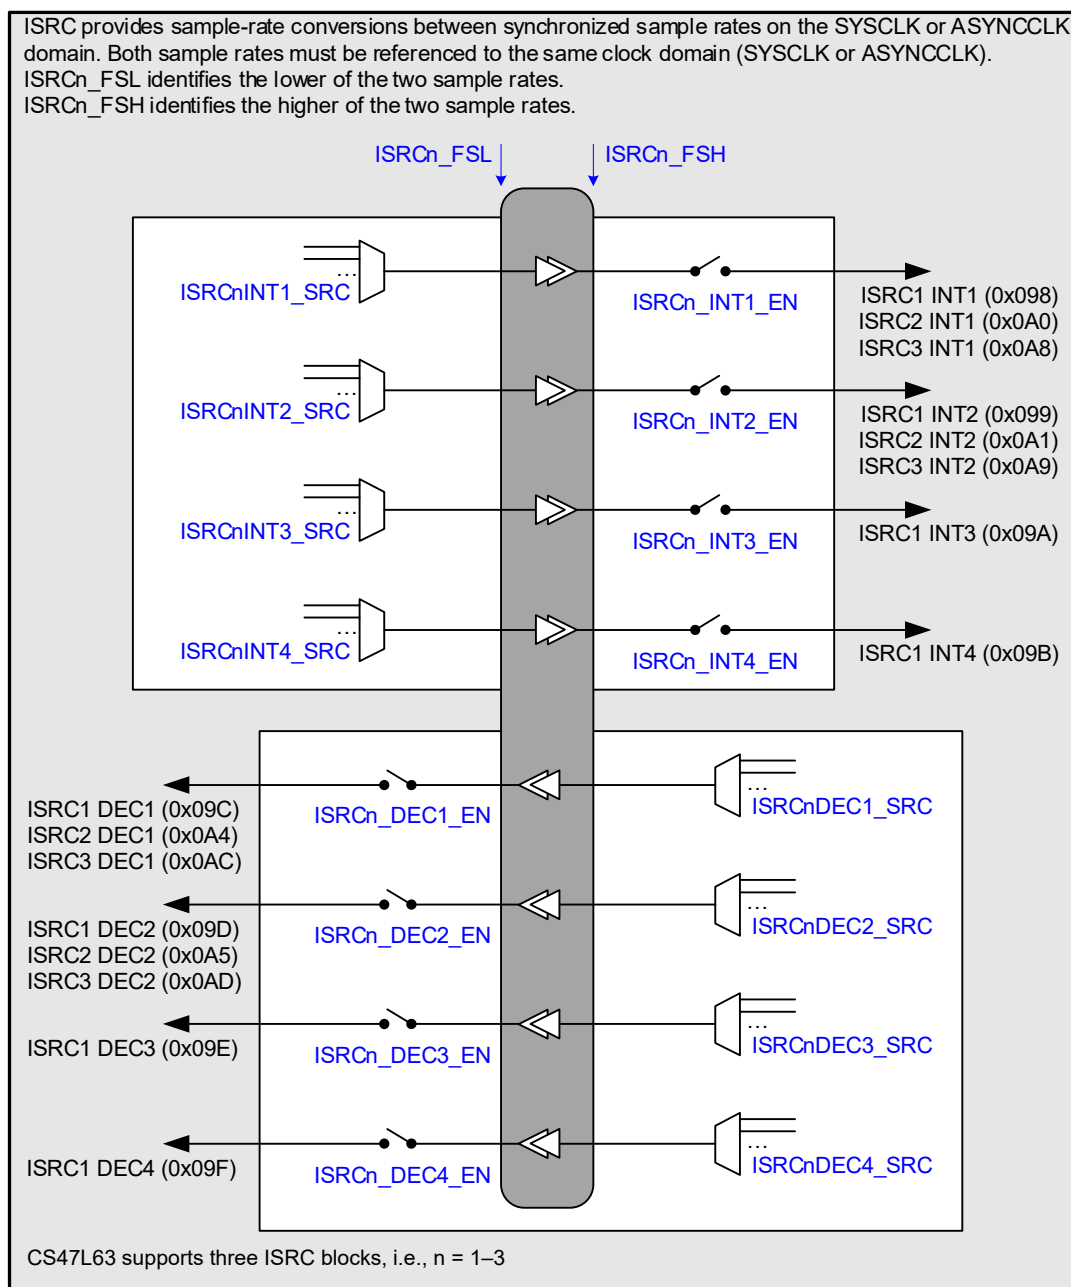 ISRC provides sample-rate conversions between synchronized sample rates on the SYSCLK or ASYNCCLK
domain. Both sample rates must be referenced to the same clock domain (SYSCLK or ASYNCCLK).
ISRCn_FSL identifies the lower of the two sample rates.
ISRCn_FSH identifies the higher of the two sample rates.
ISRCn_FSL
ISRCn_FSH
...
ISRCnINT1_SRC
ISRCn_INT1_EN
ISRC1 INT1 (0x098)
ISRC2 INT1 (0x0A0)
ISRC3 INT1 (0x0A8)
...
ISRCnINT2_SRC
ISRCn_INT2_EN
ISRC1 INT2 (0x099)
ISRC2 INT2 (0x0A1)
ISRC3 INT2 (0x0A9)
...
ISRCnINT3_SRC
ISRCn_INT3_EN
ISRC1 INT3 (0x09A)
...
ISRCnINT4_SRC
ISRCn_INT4_EN
ISRC1 INT4 (0x09B)
ISRC1 DEC1 (0x09C)
ISRC2 DEC1 (0x0A4)
ISRC3 DEC1 (0x0AC)
ISRCn_DEC1_EN
...
ISRCnDEC1_SRC
ISRC1 DEC2 (0x09D)
ISRC2 DEC2 (0x0A5)
ISRC3 DEC2 (0x0AD)
ISRCn_DEC2_EN
...
ISRCnDEC2_SRC
ISRC1 DEC3 (0x09E)
ISRCn_DEC3_EN
...
ISRCnDEC3_SRC
ISRC1 DEC4 (0x09F)
ISRCn_DEC4_EN
...
ISRCnDEC4_SRC
CS47L63 supports three ISRC blocks, i.e., n = 1–3